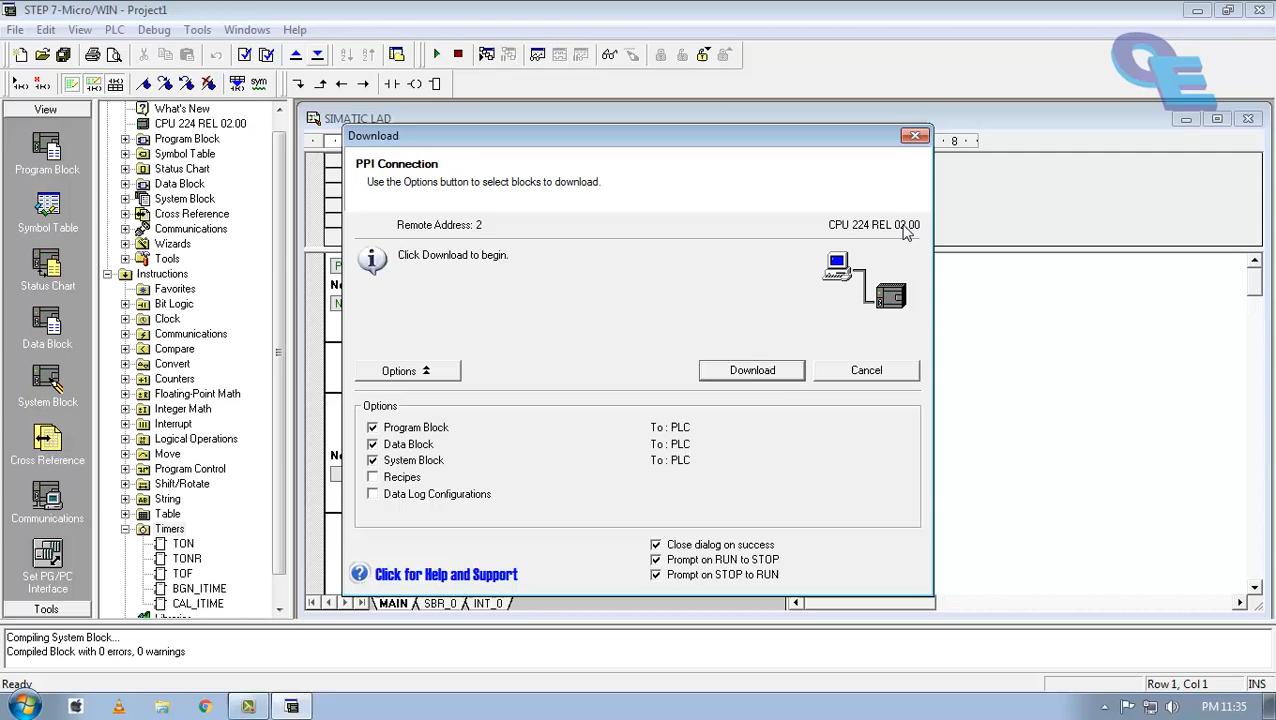 STEP 7-Micro/WIN - Project1
File Edit View PLC Debug Tools Windows Help
sym
View
Program Block
Symbol Table
Status Chart
Data Block
System Block
Cross Reference
Communications
Set PG/PC
Interface
Tools
What's New
CPU 224 REL 02.00
Program Block
Symbol Table
Status Chart
Data Block
System Block
Cross Reference
Communications
Wizards
Tools
Instructions
Favorites
Bit Logic
Clock
Communications
Compare
Convert
Counters
Floating-Point Math
Integer Math
Interrupt
Logical Operations
Move
Program Control
Shift/Rotate
String
Table
Timers
TON
TONR
TOF
BGN_ITIME
CAL_ITIME
SIMATIC LAD
8
Download
PPI Connection
Use the Options button to select blocks to download.
Remote Address: 2
CPU 224 REL 02.00
Click Download to begin.
Options
Download
Cancel
Options
Program Block To : PLC
Data Block To : PLC
System Block To : PLC
Recipes
Data Log Configurations
Close dialog on success
Prompt on RUN to STOP
Prompt on STOP to RUN
Click for Help and Support
MAIN SBR_0 INT_0
Compiling System Block...
Compiled Block with 0 errors, 0 warnings
Ready
Row 1, Col 1
INS
PM 11:35